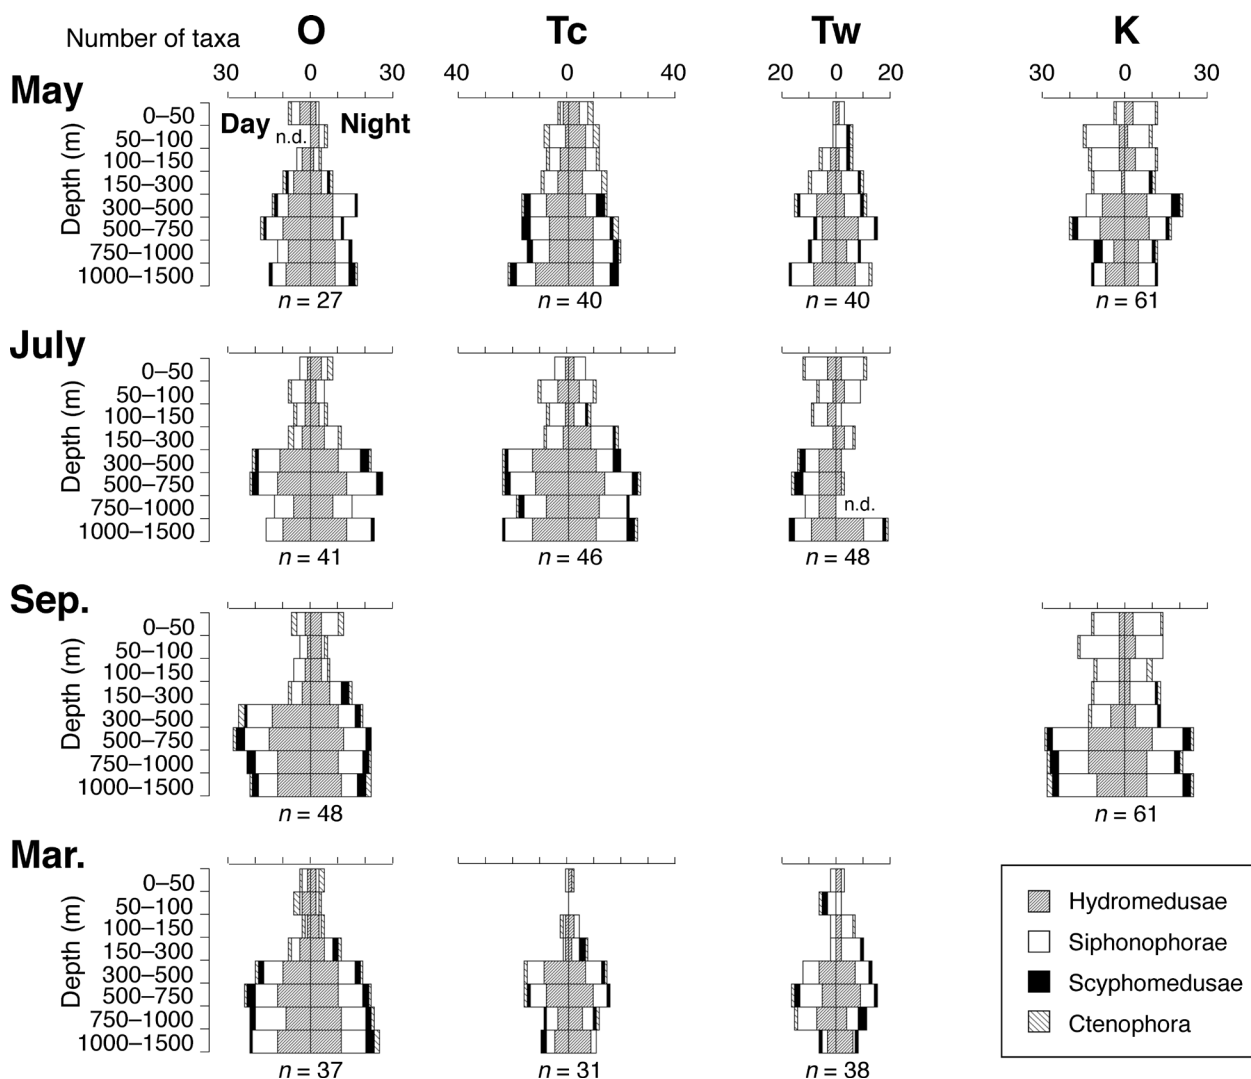 Number of taxa O Tc Tw K
30 0 30 40 0 40 20 0 20 30 0 30
May
Depth (m)
Day Night
n.d.
0–50
50–100
100–150
150–300
300–500
500–750
750–1000
1000–1500
n = 27 n = 40 n = 40 n = 61
July
Depth (m)
0–50
50–100
100–150
150–300
300–500
500–750
750–1000
n.d.
1000–1500
n = 41 n = 46 n = 48
Sep.
Depth (m)
0–50
50–100
100–150
150–300
300–500
500–750
750–1000
1000–1500
n = 48 n = 61
Mar.
Depth (m)
0–50
50–100
100–150
150–300
300–500
500–750
750–1000
1000–1500
n = 37 n = 31 n = 38
Hydromedusae
Siphonophorae
Scyphomedusae
Ctenophora